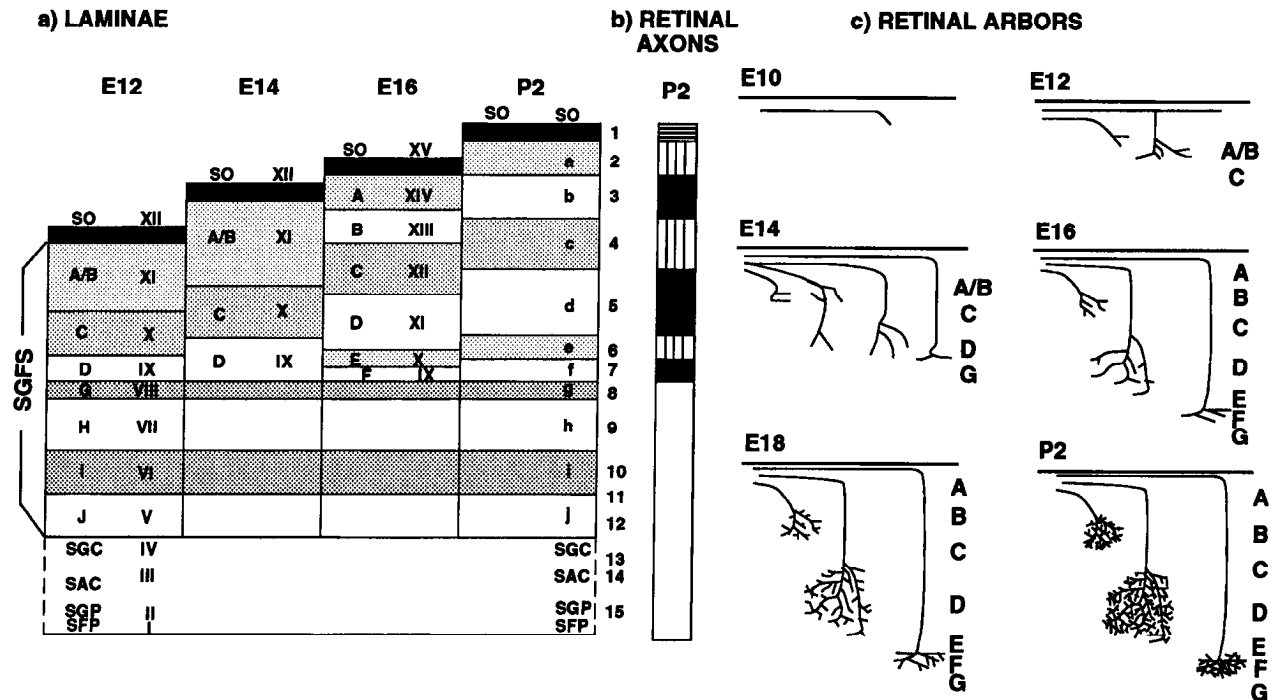 a) LAMINAE
E12
E14
E16
P2
SO XII
A/B XI
C X
D IX
G VIII
H VII
I VI
J V
SGC IV
SAC III
SGP II
SFP I
SGFS
SO XII
A/B XI
C X
D IX
SO XV
A XIV
B XIII
C XII
D XI
E X
F IX
SO SO
a
b
c
d
e
f
g
h
i
j
SGC
SAC
SGP
SFP
1
2
3
4
5
6
7
8
9
10
11
12
13
14
15
b) RETINAL
AXONS
P2
c) RETINAL ARBORS
E10
E12
A/B
C
E14
A/B
C
D
G
E16
A
B
C
D
E
F
G
E18
A
B
C
D
E
F
G
P2
A
B
C
D
E
F
G